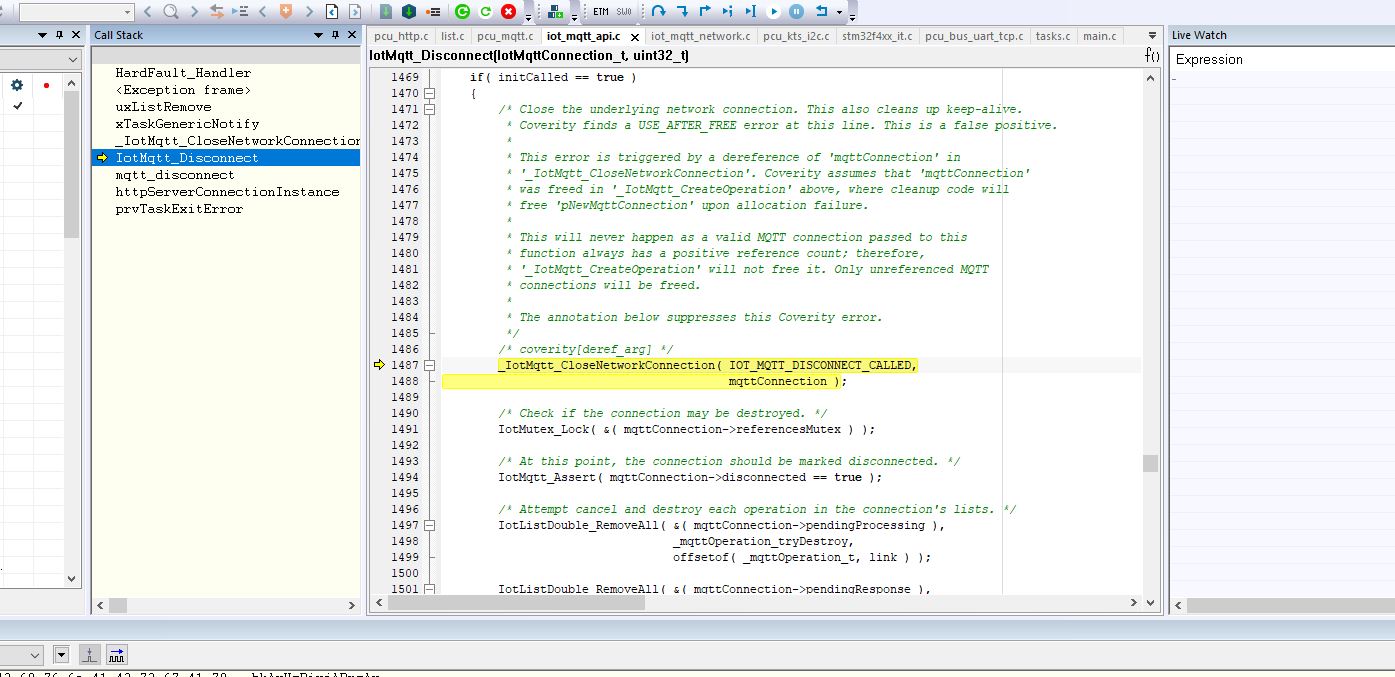 ETM SWO
Call Stack
HardFault_Handler
<Exception frame>
uxListRemove
xTaskGenericNotify
_IotMqtt_CloseNetworkConnection
IotMqtt_Disconnect
mqtt_disconnect
httpServerConnectionInstance
prvTaskExitError
pcu_http.c list.c pcu_mqtt.c iot_mqtt_api.c iot_mqtt_network.c pcu_kts_i2c.c stm32f4xx_it.c pcu_bus_uart_tcp.c tasks.c main.c
IotMqtt_Disconnect(IotMqttConnection_t, uint32_t) f()
1469 if( initCalled == true )
1470 {
1471 /* Close the underlying network connection. This also cleans up keep-alive.
1472 * Coverity finds a USE_AFTER_FREE error at this line. This is a false positive.
1473 *
1474 * This error is triggered by a dereference of 'mqttConnection' in
1475 * '_IotMqtt_CloseNetworkConnection'. Coverity assumes that 'mqttConnection'
1476 * was freed in '_IotMqtt_CreateOperation' above, where cleanup code will
1477 * free 'pNewMqttConnection' upon allocation failure.
1478 *
1479 * This will never happen as a valid MQTT connection passed to this
1480 * function always has a positive reference count; therefore,
1481 * '_IotMqtt_CreateOperation' will not free it. Only unreferenced MQTT
1482 * connections will be freed.
1483 *
1484 * The annotation below suppresses this Coverity error.
1485 */
1486 /* coverity[deref_arg] */
1487 _IotMqtt_CloseNetworkConnection( IOT_MQTT_DISCONNECT_CALLED,
1488 mqttConnection );
1489
1490 /* Check if the connection may be destroyed. */
1491 IotMutex_Lock( &( mqttConnection->referencesMutex ) );
1492
1493 /* At this point, the connection should be marked disconnected. */
1494 IotMqtt_Assert( mqttConnection->disconnected == true );
1495
1496 /* Attempt cancel and destroy each operation in the connection's lists. */
1497 IotListDouble_RemoveAll( &( mqttConnection->pendingProcessing ),
1498 _mqttOperation_tryDestroy,
1499 offsetof( _mqttOperation_t, link ) );
1500
1501 IotListDouble_RemoveAll( &( mqttConnection->pendingResponse ),
Live Watch
Expression